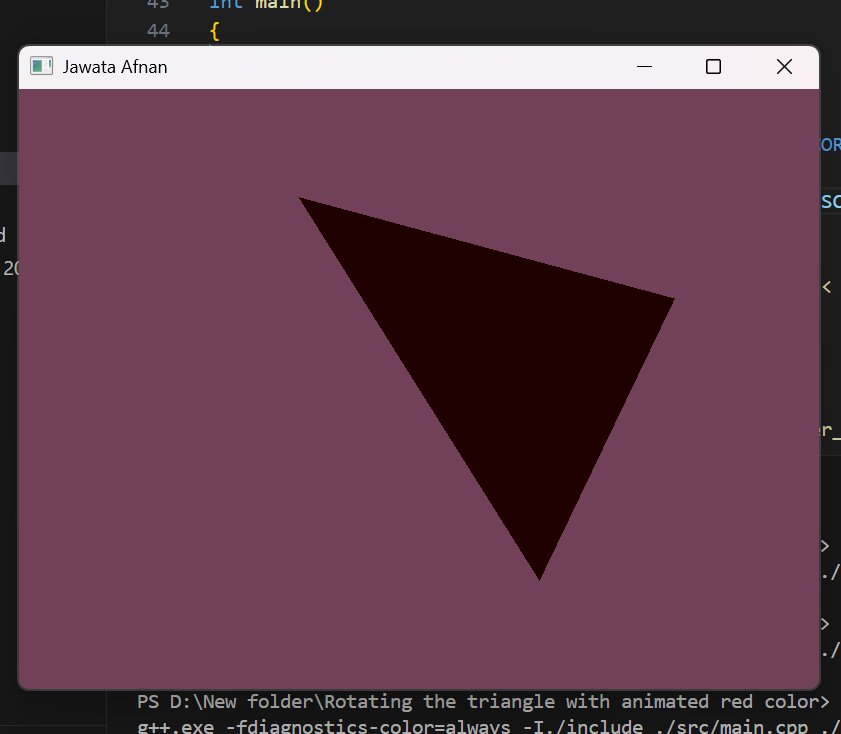 43 int main()
44 {
Jawata Afnan
OR
SC
d
20
<
er_
>
./
>
./
PS D:\New folder\Rotating the triangle with animated red color>
g++.exe -fdiagnostics-color=always -I./include ./src/main.cpp ./